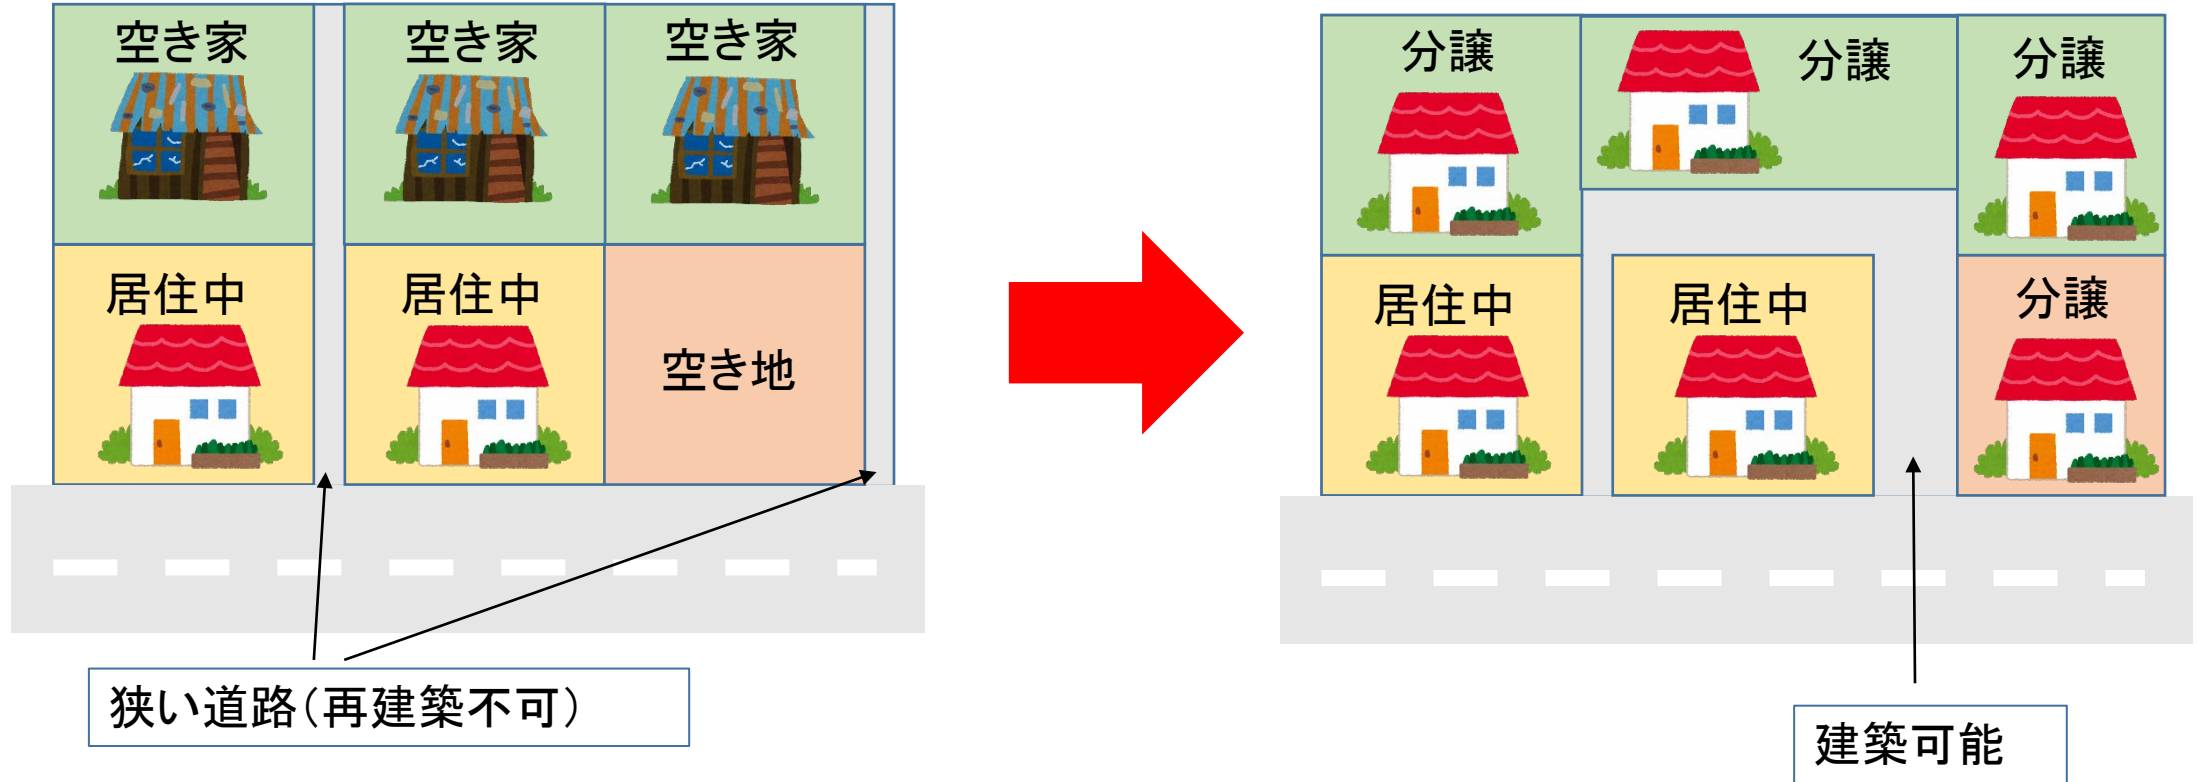 空き家
空き家
空き家
居住中
居住中
空き地
狭い道路(再建築不可)
分譲
分譲
分譲
居住中
居住中
分譲
建築可能